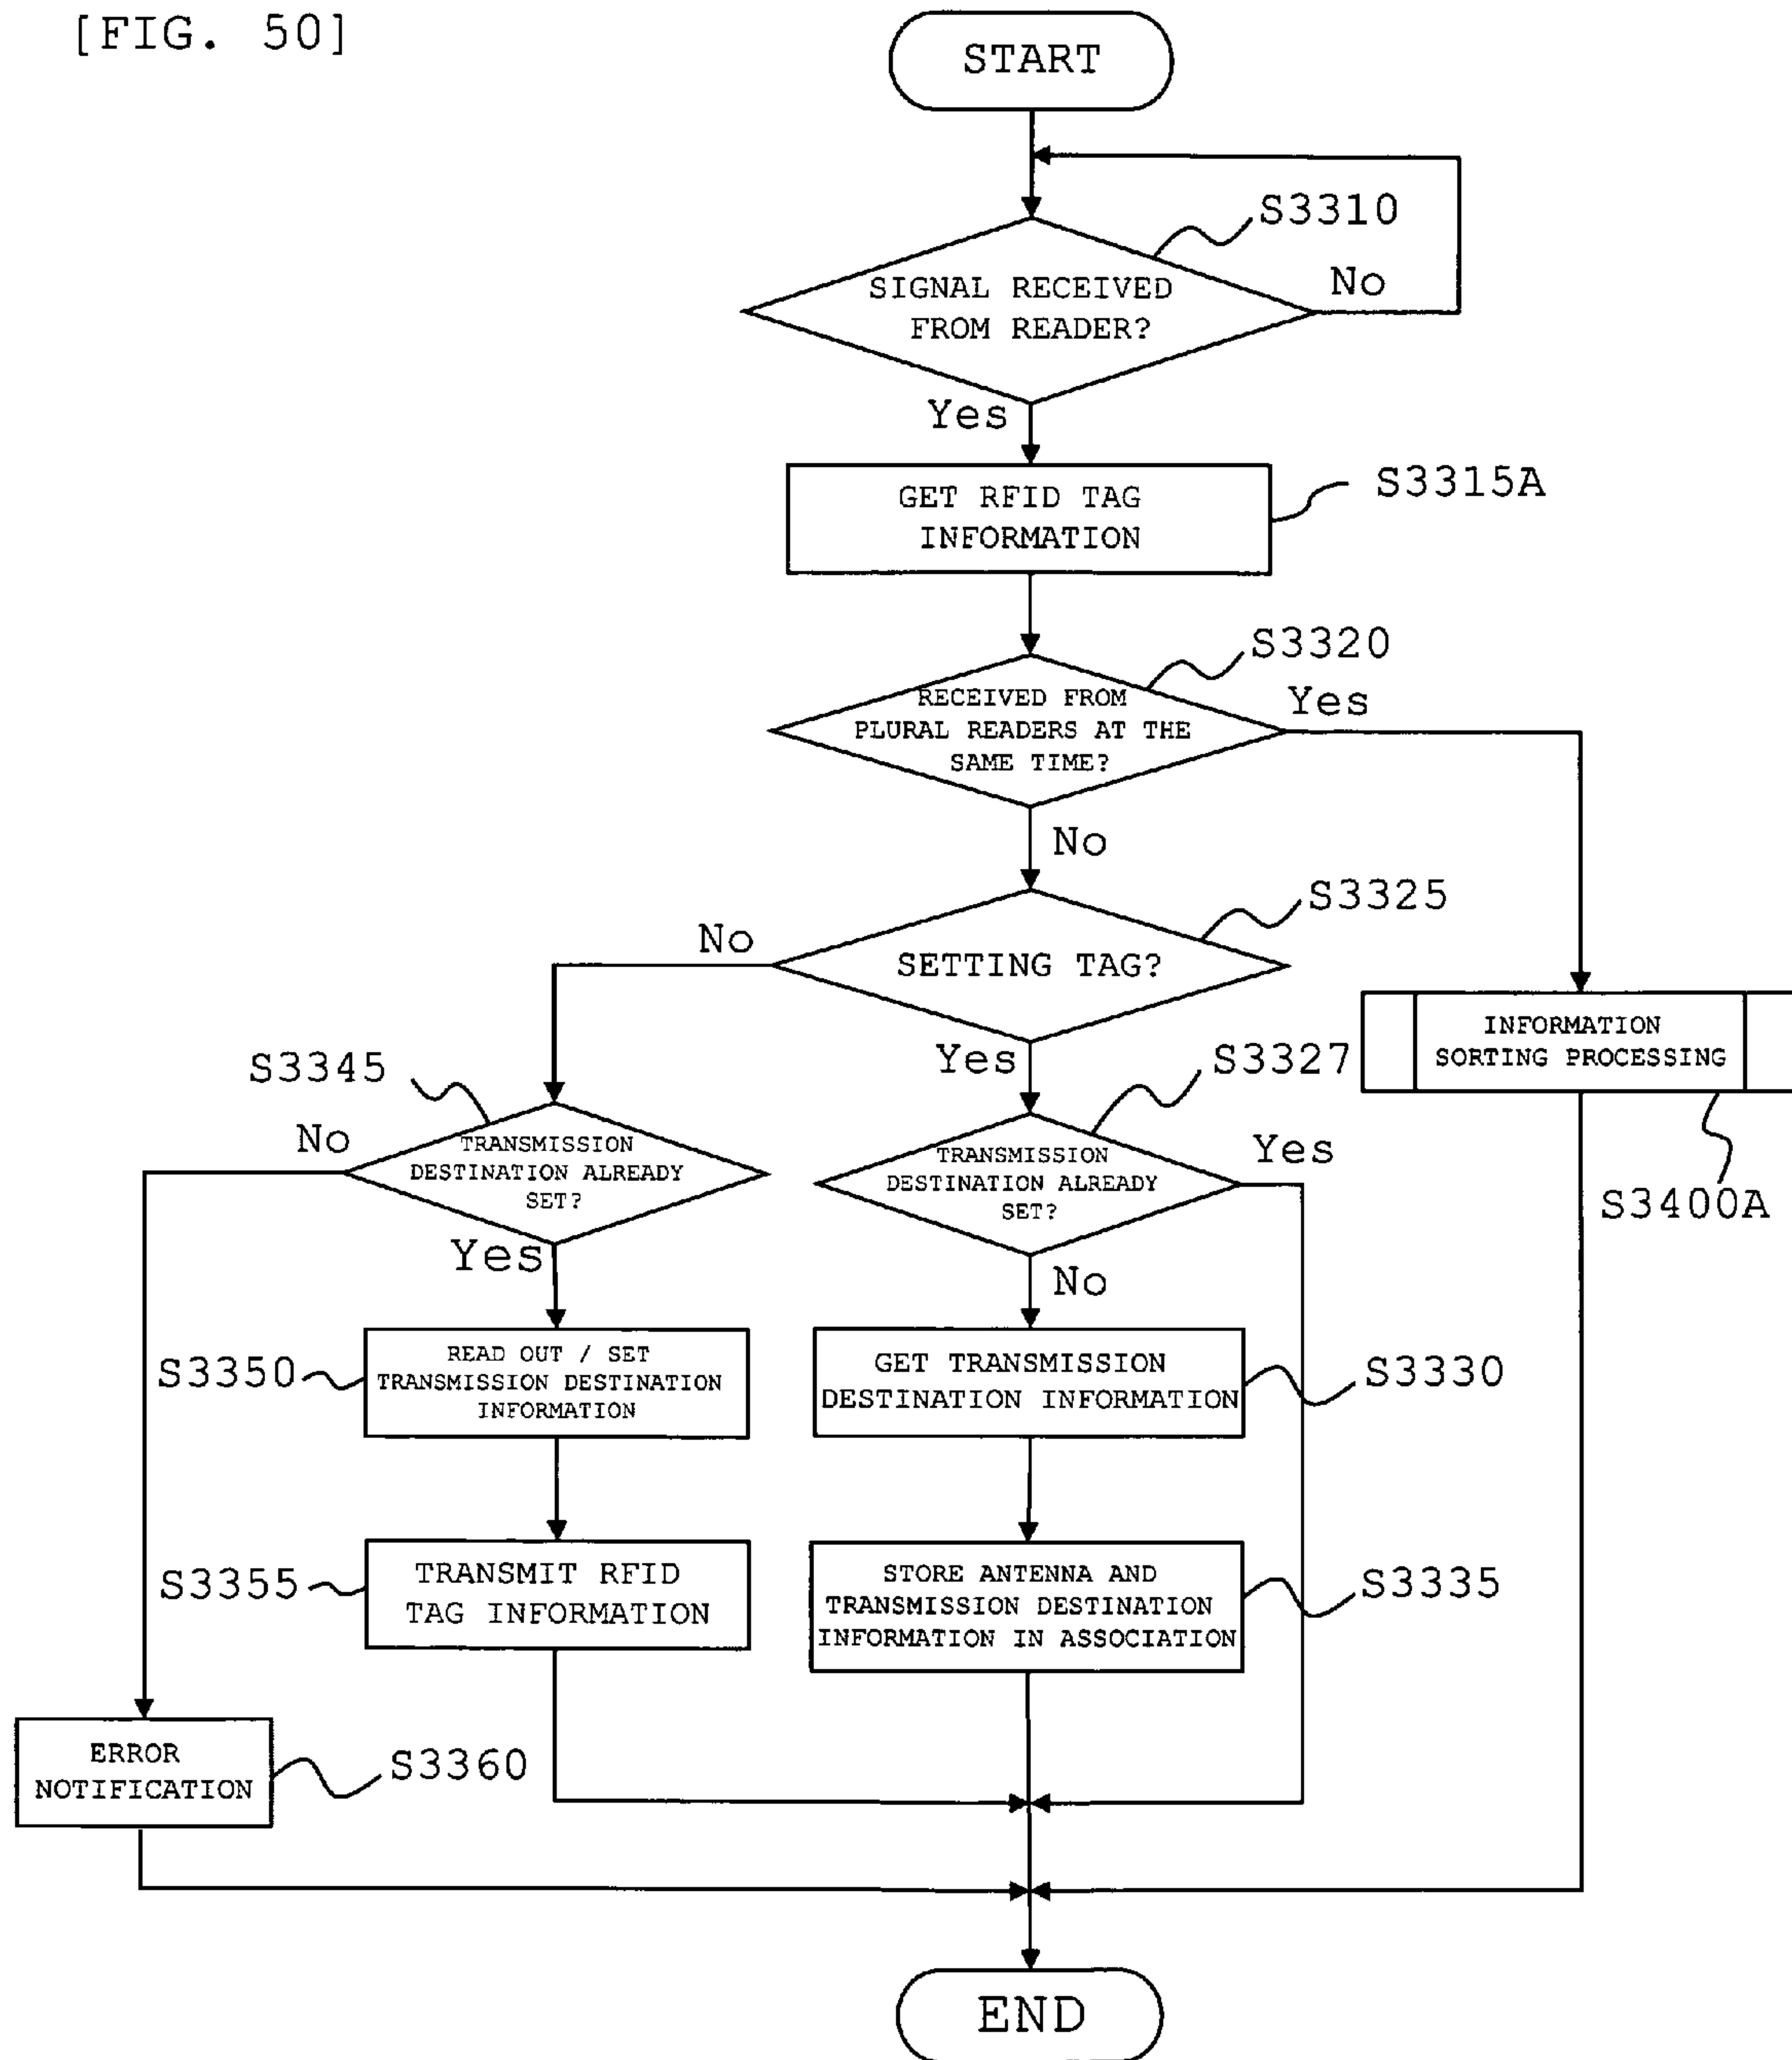 [FIG. 50]
START
S3310
SIGNAL RECEIVED
FROM READER?
No
Yes
GET RFID TAG
INFORMATION
S3315A
S3320
RECEIVED FROM
PLURAL READERS AT THE
SAME TIME?
Yes
No
S3325
SETTING TAG?
No
Yes
INFORMATION
SORTING PROCESSING
S3400A
S3345
TRANSMISSION
DESTINATION ALREADY
SET?
No
Yes
S3327
TRANSMISSION
DESTINATION ALREADY
SET?
Yes
No
S3350
READ OUT / SET
TRANSMISSION DESTINATION
INFORMATION
GET TRANSMISSION
DESTINATION INFORMATION
S3330
S3355
TRANSMIT RFID
TAG INFORMATION
STORE ANTENNA AND
TRANSMISSION DESTINATION
INFORMATION IN ASSOCIATION
S3335
ERROR
NOTIFICATION
S3360
END